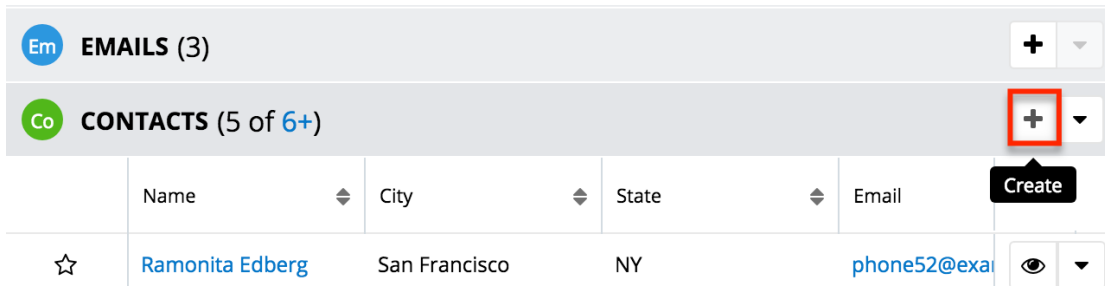 Em EMAILS (3)
Co CONTACTS (5 of 6+)
Create
Name City State Email
Ramonita Edberg San Francisco NY phone52@exa